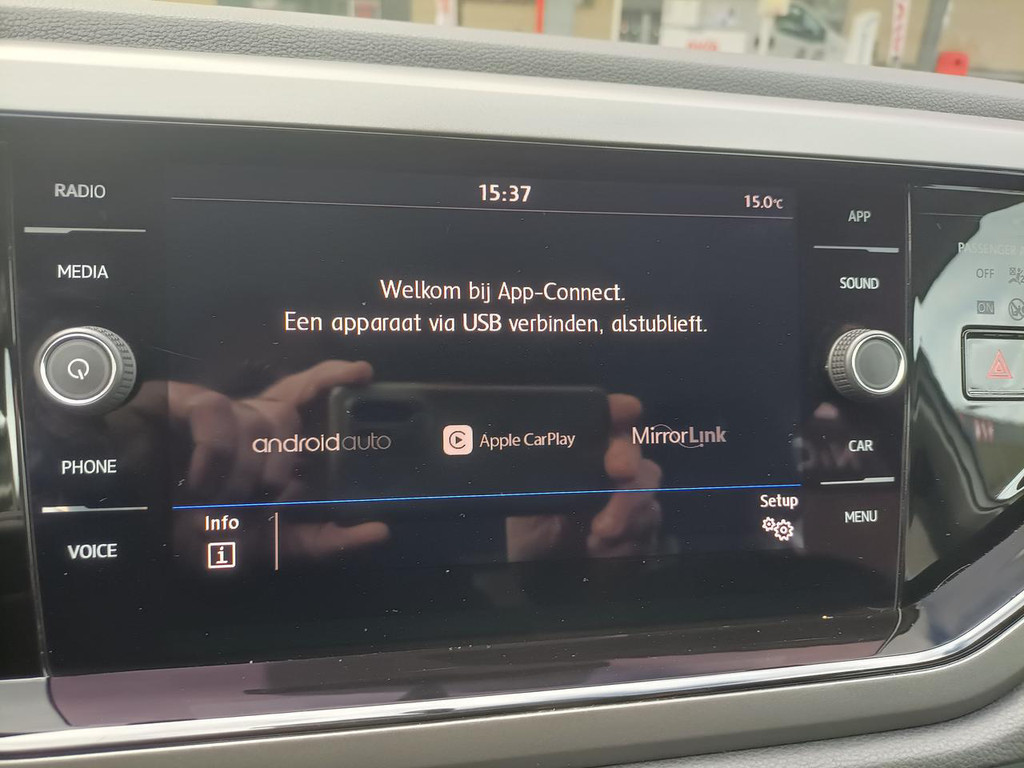 RADIO
MEDIA
PHONE
VOICE
15:37
15.0°C
Welkom bij App-Connect.
Een apparaat via USB verbinden, alstublieft.
androidauto
Apple CarPlay
MirrorLink
Info
i
Setup
APP
SOUND
CAR
MENU
PASSENGER
OFF
ON